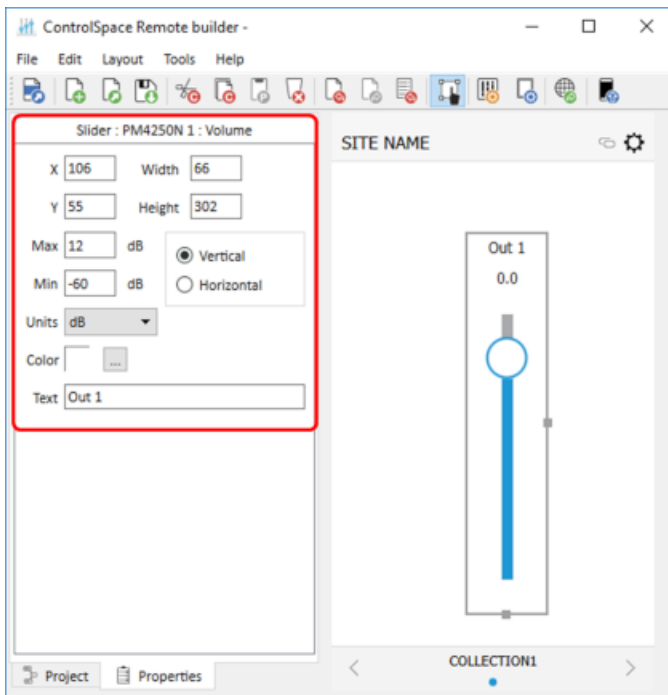 ControlSpace Remote builder -
File Edit Layout Tools Help
Slider : PM4250N 1 : Volume
X 106 Width 66
Y 55 Height 302
Max 12 dB
Min -60 dB
Vertical
Horizontal
Units dB
Color ...
Text Out 1
Project Properties
SITE NAME
Out 1
0.0
COLLECTION1